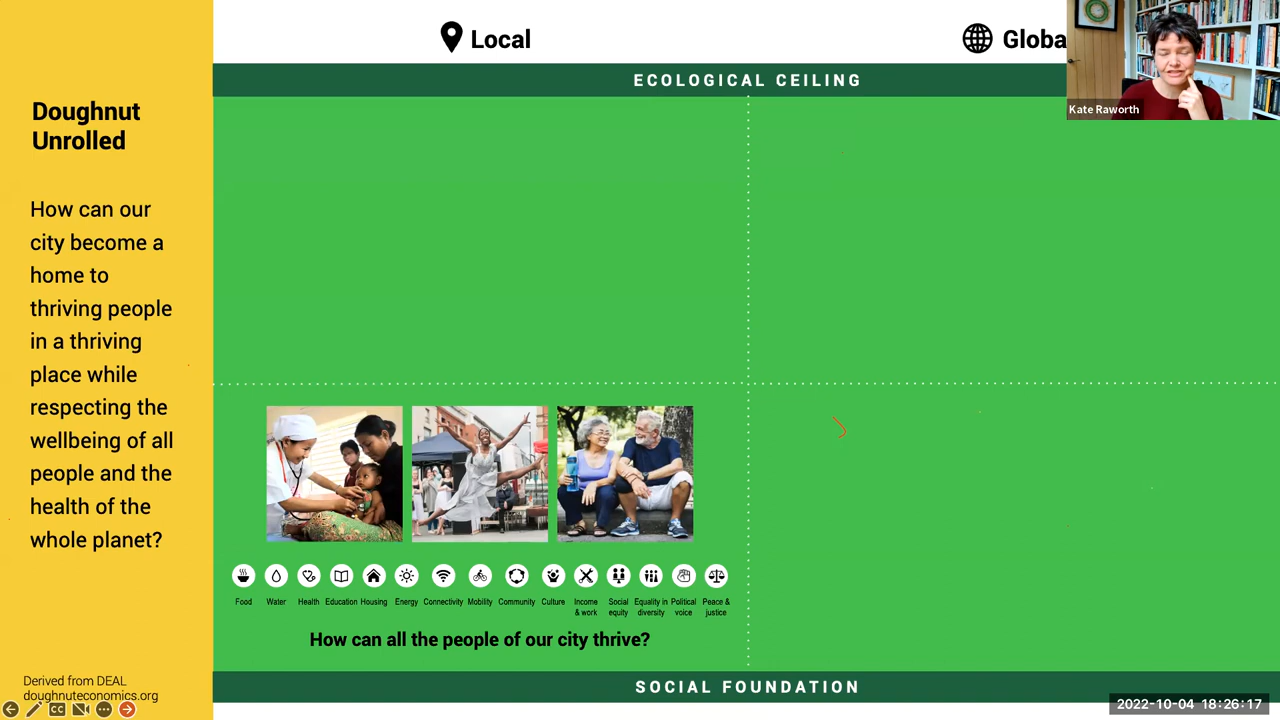 Local
Globa
ECOLOGICAL CEILING
Kate Raworth
Doughnut
Unrolled
How can our
city become a
home to
thriving people
in a thriving
place while
respecting the
wellbeing of all
people and the
health of the
whole planet?
Food Water Health Education Housing Energy Connectivity Mobility Community Culture Income Social Equality in Political Peace &
& work equity diversity voice justice
How can all the people of our city thrive?
Derived from DEAL
doughnuteconomics.org
SOCIAL FOUNDATION
CC
2022-10-04 18:26:17